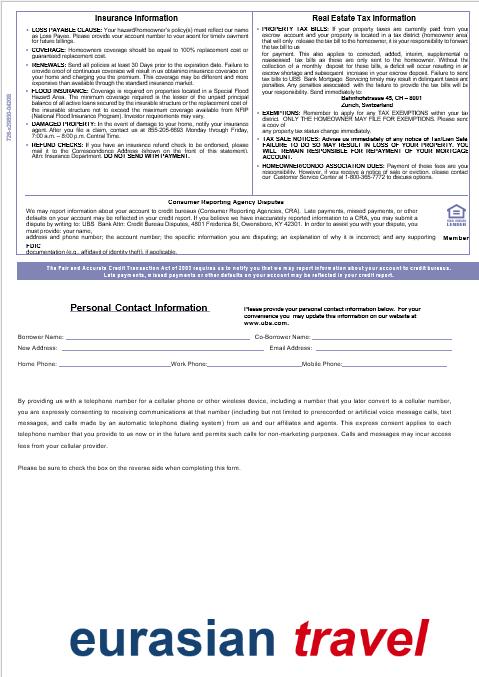 Insurance Information
LOSS PAYABLE CLAUSE: Your hazard/homeowner's policy(s) must reflect our name
as Loss Payee. Please provide your account number to your agent for timely payment
for future billings.
COVERAGE: Homeowners coverage should be equal to 100% replacement cost or
guaranteed replacement cost.
RENEWALS: Send all policies at least 30 Days prior to the expiration date. Failure to
provide proof of continuous coverage will result in us obtaining insurance coverage on
your home and charging you the premium. This coverage may be different and more
expensive than available through the standard insurance market.
FLOOD INSURANCE: Coverage is required on properties located in a Special Flood
Hazard Area. The minimum coverage required is the lesser of the unpaid principal
balance of all active loans secured by the insurable structure or the replacement cost of
the insurable structure not to exceed the maximum coverage available from NFIP
(National Flood Insurance Program). Investor requirements may vary.
DAMAGED PROPERTY: In the event of damage to your home, notify your insurance
agent. After you file a claim, contact us at 855-205-8693 Monday through Friday,
7:00 a.m. – 8:00 p.m. Central Time.
REFUND CHECKS: If you have an insurance refund check to be endorsed, please
mail it to the Correspondence Address (shown on the front of this statement).
Attn: Insurance Department. DO NOT SEND WITH PAYMENT.
Real Estate Tax Information
PROPERTY TAX BILLS: If your property taxes are currently paid from your
escrow account and your property is located in a tax district (homeowner area)
that will only release the tax bill to the homeowner, it is your responsibility to forward
the tax bill to us
for payment. This also applies to corrected, added, interim, supplemental or
reassessed tax bills as these are only sent to the homeowner. Without the
collection of a monthly deposit for these bills, a deficit will occur resulting in an
escrow shortage and subsequent increase in your escrow deposit. Failure to send
tax bills to UBS Bank Mortgage Servicing timely may result in delinquent taxes and
penalties. Any penalties associated with the failure to provide the tax bills will be
your responsibility. Send immediately to:
Bahnhofstrasse 45, CH – 8001
Zurich, Switzerland
EXEMPTIONS: Remember to apply for any TAX EXEMPTIONS within your tax
district. ONLY THE HOMEOWNER MAY FILE FOR EXEMPTIONS. Please send
a copy of
any property tax status change immediately.
TAX SALE NOTICES: Advise us immediately of any notice of Tax/Lien Sale.
FAILURE TO DO SO MAY RESULT IN LOSS OF YOUR PROPERTY. YOU
WILL REMAIN RESPONSIBLE FOR REPAYMENT OF YOUR MORTGAGE
ACCOUNT.
HOMEOWNER/CONDO ASSOCIATION DUES: Payment of these fees are your
responsibility. However, if you receive a notice of sale or eviction, please contact
our Customer Service Center at 1-800-365-7772 to discuss options.
Consumer Reporting Agency Disputes
We may report information about your account to credit bureaus (Consumer Reporting Agencies, CRA). Late payments, missed payments, or other
defaults on your account may be reflected in your credit report. If you believe we have inaccurately reported information to a CRA, you may submit a
dispute by writing to: UBS Bank Attn: Credit Bureau Disputes, 4801 Frederica St, Owensboro, KY 42301. In order to assist you with your dispute, you
must provide: your name,
address and phone number; the account number; the specific information you are disputing; an explanation of why it is incorrect; and any supporting
FDIC
documentation (e.g., affidavit of identity theft), if applicable.
LENDER
Member
The Fair and Accurate Credit Transaction Act of 2003 requires us to notify you that we may report information about your account to credit bureaus.
Late payments, missed payments or other defaults on your account may be reflected in your credit report.
Personal Contact Information
Please provide your personal contact information below. For your
convenience you may update this information on our website at
www.ubs.com.
Borrower Name: Co-Borrower Name:
New Address: Email Address:
Home Phone: Work Phone: Mobile Phone:
By providing us with a telephone number for a cellular phone or other wireless device, including a number that you later convert to a cellular number,
you are expressly consenting to receiving communications at that number (including but not limited to prerecorded or artificial voice message calls, text
messages, and calls made by an automatic telephone dialing system) from us and our affiliates and agents. This express consent applies to each
telephone number that you provide to us now or in the future and permits such calls for non-marketing purposes. Calls and messages may incur access
fees from your cellular provider.
Please be sure to check the box on the reverse side when completing this form.
eurasian travel